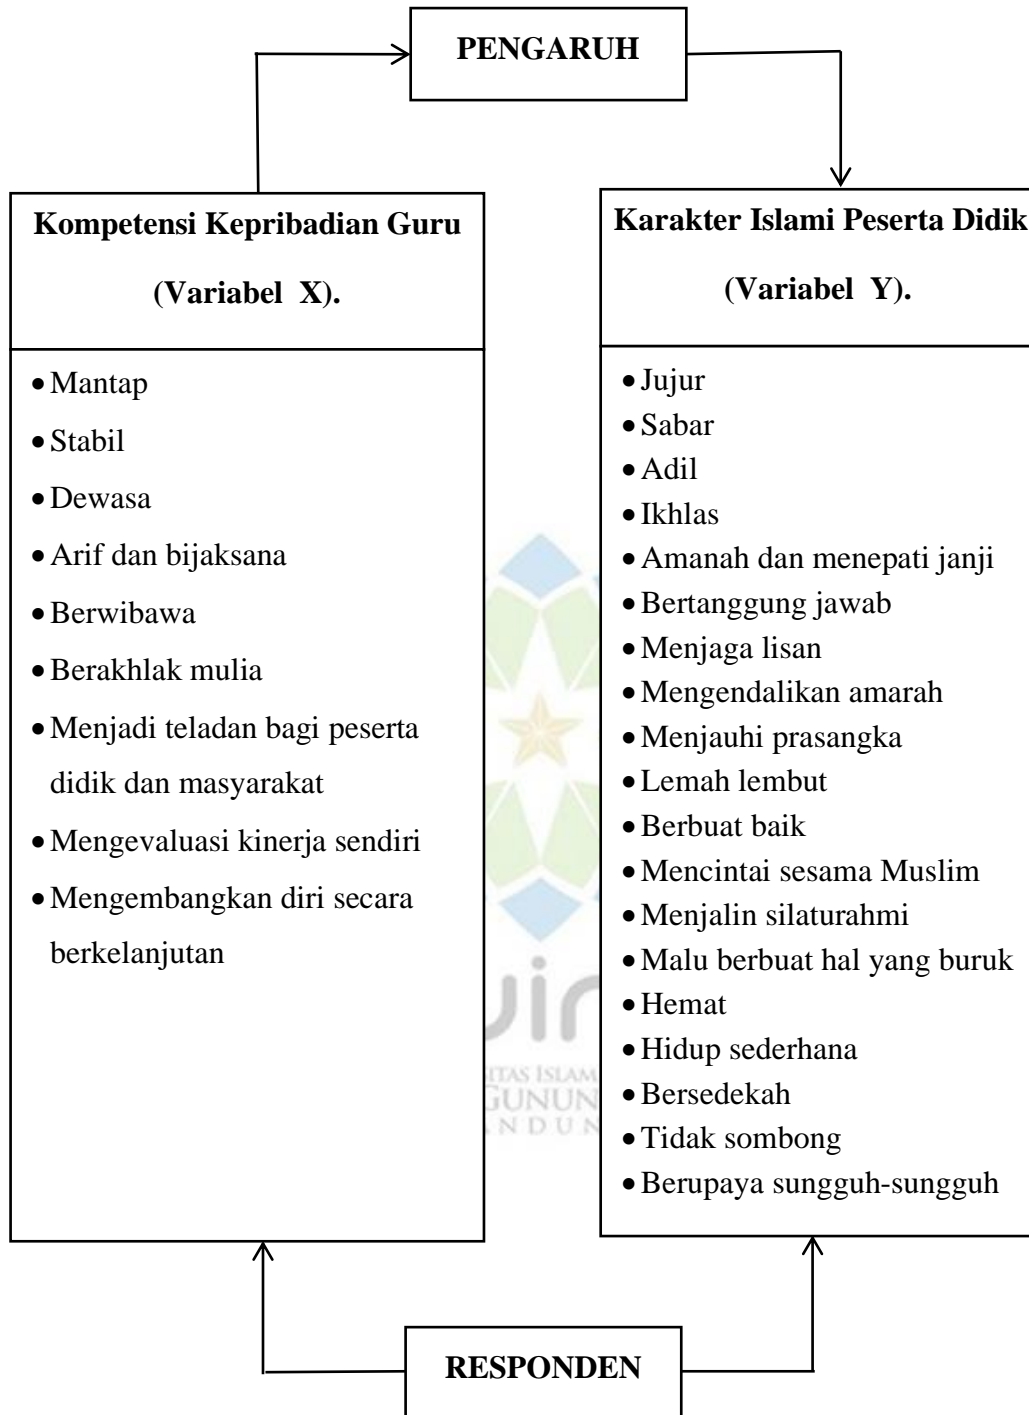 PENGARUH
Kompetensi Kepribadian Guru
(Variabel X).
• Mantap
• Stabil
• Dewasa
• Arif dan bijaksana
• Berwibawa
• Berakhlak mulia
• Menjadi teladan bagi peserta
didik dan masyarakat
• Mengevaluasi kinerja sendiri
• Mengembangkan diri secara
berkelanjutan
Karakter Islami Peserta Didik
(Variabel Y).
• Jujur
• Sabar
• Adil
• Ikhlas
• Amanah dan menepati janji
• Bertanggung jawab
• Menjaga lisan
• Mengendalikan amarah
• Menjauhi prasangka
• Lemah lembut
• Berbuat baik
• Mencintai sesama Muslim
• Menjalin silaturahmi
• Malu berbuat hal yang buruk
• Hemat
• Hidup sederhana
• Bersedekah
• Tidak sombong
• Berupaya sungguh-sungguh
ISLAM
RESPONDEN